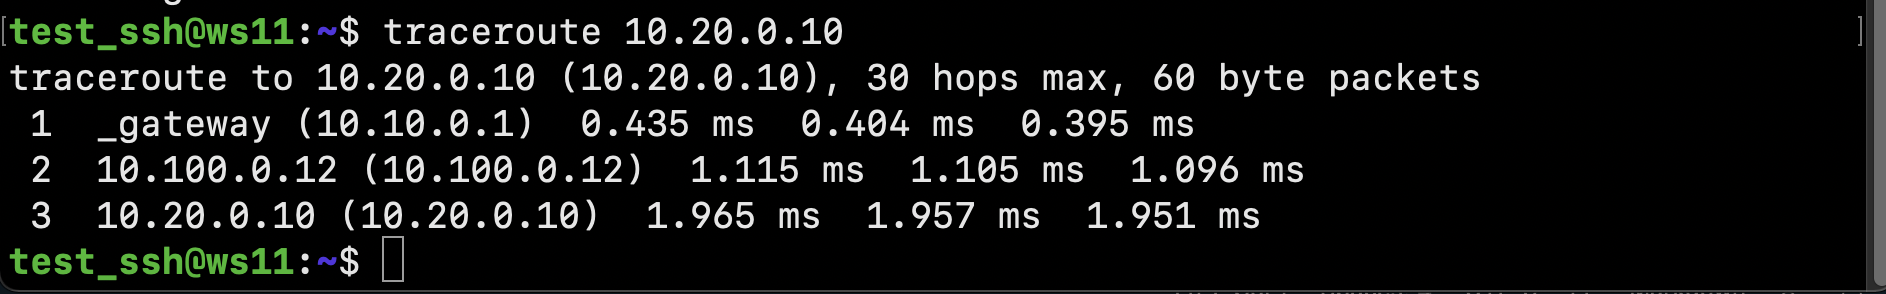 [test_ssh@ws11:~$ traceroute 10.20.0.10 ]
traceroute to 10.20.0.10 (10.20.0.10), 30 hops max, 60 byte packets
 1  _gateway (10.10.0.1)  0.435 ms  0.404 ms  0.395 ms
 2  10.100.0.12 (10.100.0.12)  1.115 ms  1.105 ms  1.096 ms
 3  10.20.0.10 (10.20.0.10)  1.965 ms  1.957 ms  1.951 ms
test_ssh@ws11:~$